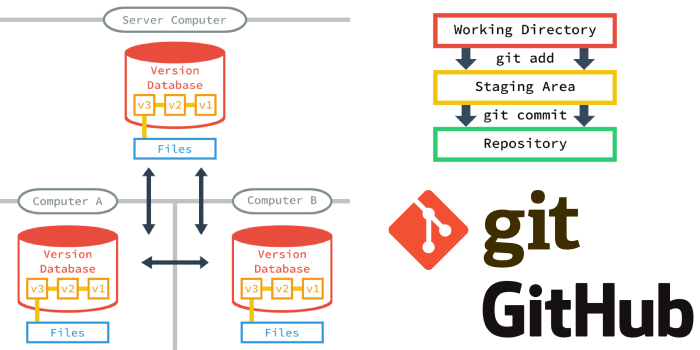 Server Computer
Version
Database
v3 v2 v1
Files
Computer A
Version
Database
v3 v2 v1
Files
Computer B
Version
Database
v3 v2 v1
Files
Working Directory
git add
Staging Area
git commit
Repository
git
GitHub